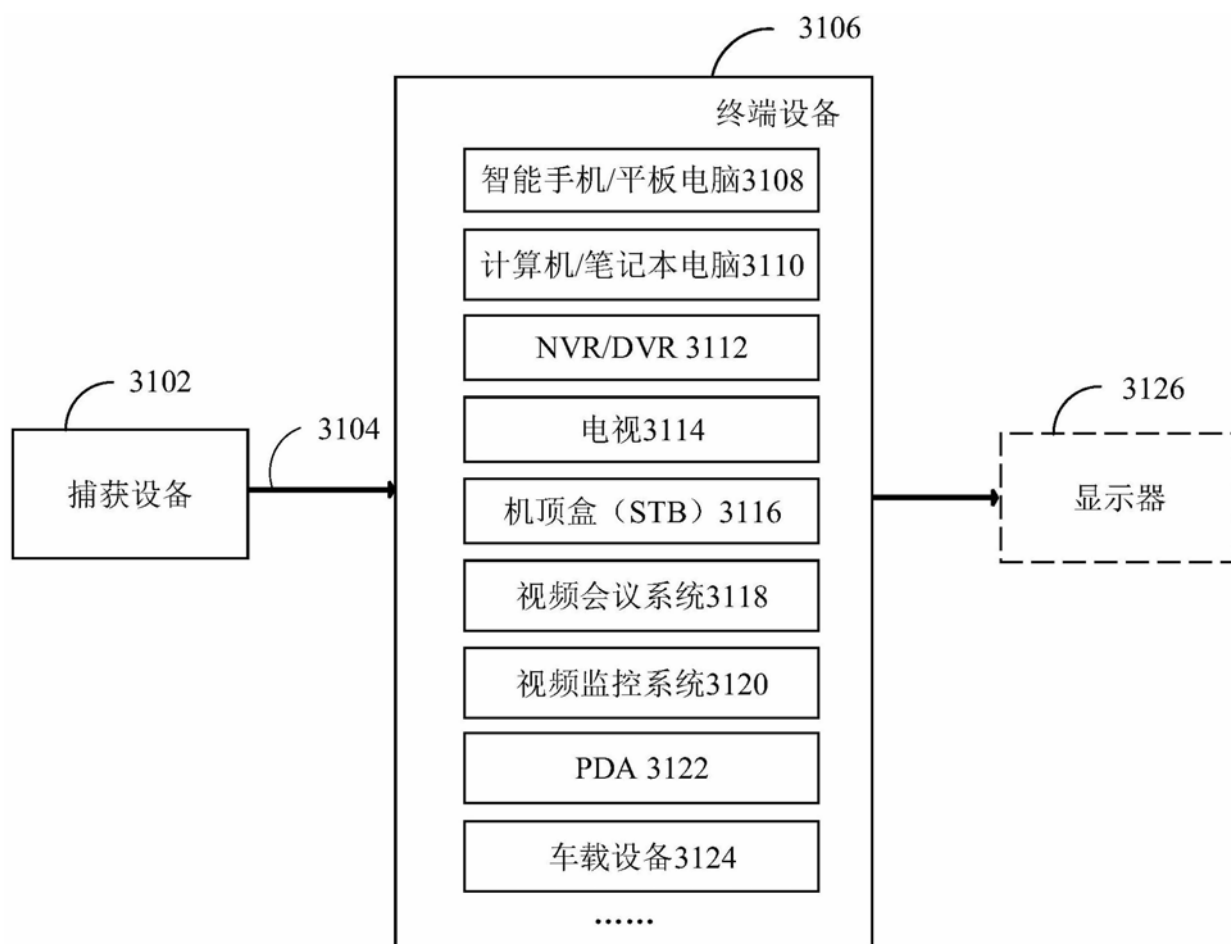 3106
终端设备
智能手机/平板电脑3108
计算机/笔记本电脑3110
NVR/DVR 3112
3102
3126
3104
电视3114
捕获设备
机顶盒（STB）3116
显示器
视频会议系统3118
视频监控系统3120
PDA 3122
车载设备3124
······